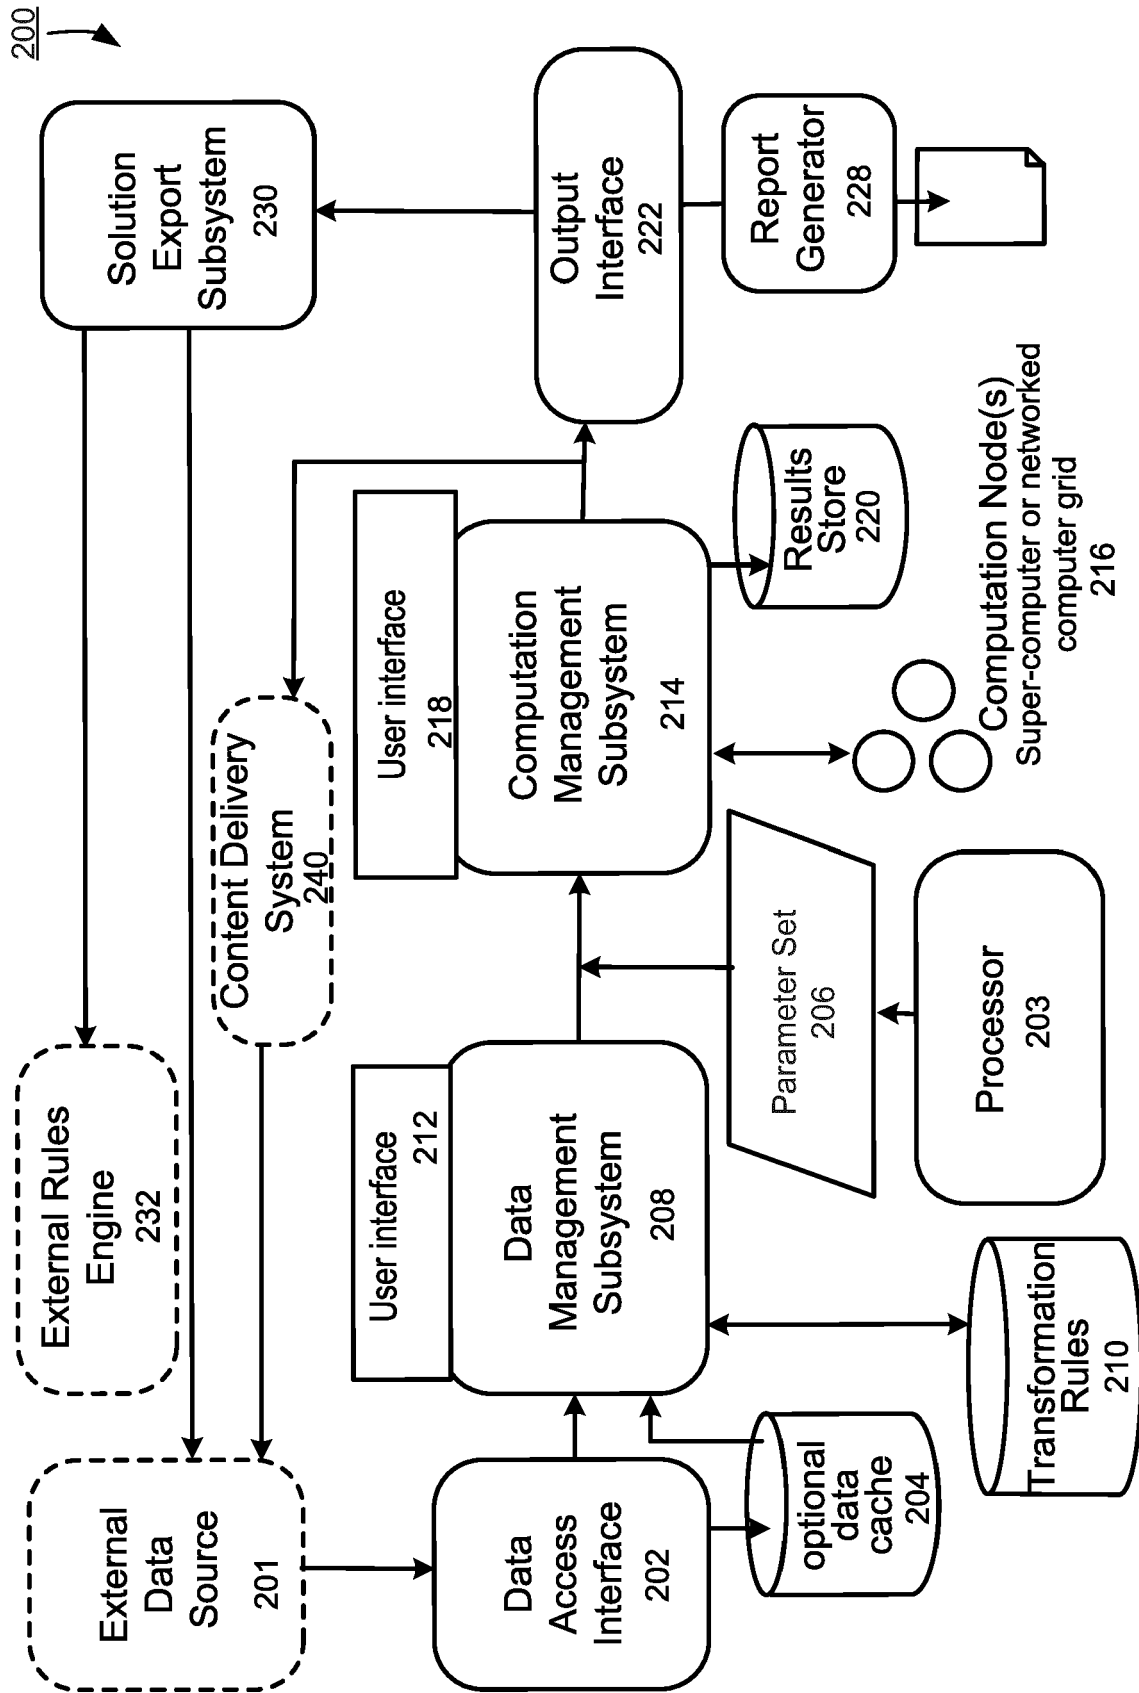 200
External
Data
Source
201
External Rules
Engine
232
Solution
Export
Subsystem
230
Content Delivery
System
240
Data
Access
Interface
202
User interface
212
Data
Management
Subsystem
208
User interface
218
Computation
Management
Subsystem
214
Output
Interface
222
optional
data
cache
204
Transformation
Rules
210
Parameter Set
206
Processor
203
Computation Node(s)
Super-computer or networked
computer grid
216
Results
Store
220
Report
Generator
228